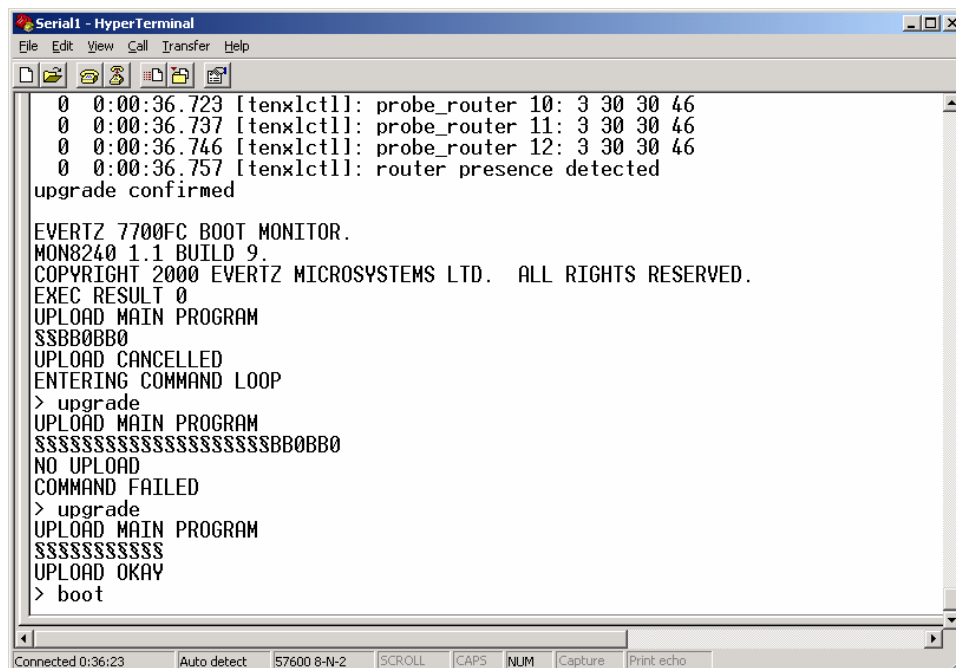 Serial1 - HyperTerminal
File Edit View Call Transfer Help
0 0:00:36.723 [tenxlctl]: probe_router 10: 3 30 30 46
0 0:00:36.737 [tenxlctl]: probe_router 11: 3 30 30 46
0 0:00:36.746 [tenxlctl]: probe_router 12: 3 30 30 46
0 0:00:36.757 [tenxlctl]: router presence detected
upgrade confirmed
EVERTZ 7700FC BOOT MONITOR.
MON8240 1.1 BUILD 9.
COPYRIGHT 2000 EVERTZ MICROSYSTEMS LTD.  ALL RIGHTS RESERVED.
EXEC RESULT 0
UPLOAD MAIN PROGRAM
§§BB0BB0
UPLOAD CANCELLED
ENTERING COMMAND LOOP
> upgrade
UPLOAD MAIN PROGRAM
§§§§§§§§§§§§§§§§§§§§BB0BB0
NO UPLOAD
COMMAND FAILED
> upgrade
UPLOAD MAIN PROGRAM
§§§§§§§§§§§
UPLOAD OKAY
> boot
Connected 0:36:23 Auto detect 57600 8-N-2 SCROLL CAPS NUM Capture Print echo